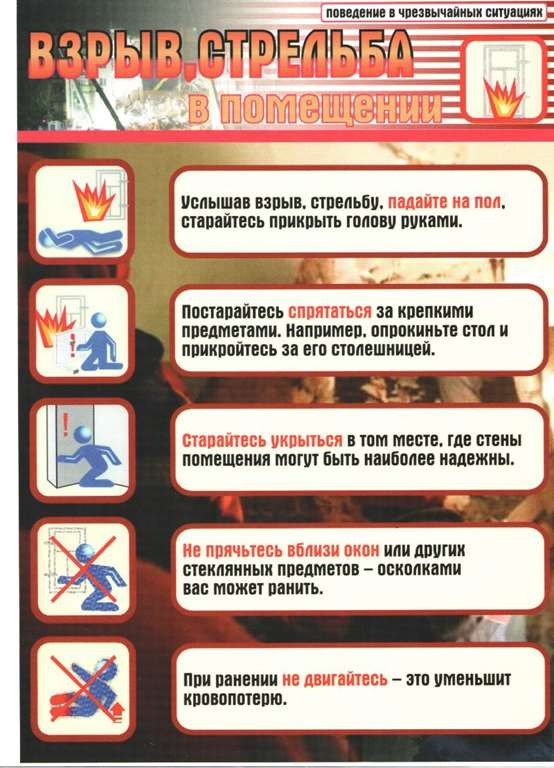 поведение в чрезвычайных ситуациях
ВЗРЫВ, СТРЕЛЬБА
в помещении
Услышав взрыв, стрельбу, падайте на пол,
старайтесь прикрыть голову руками.
Постарайтесь спрятаться за крепкими
предметами. Например, опрокиньте стол и
прикройтесь за его столешницей.
Старайтесь укрыться в том месте, где стены
помещения могут быть наиболее надежны.
Не прячьтесь вблизи окон или других
стеклянных предметов – осколками
вас может ранить.
При ранении не двигайтесь – это уменьшит
кровопотерю.